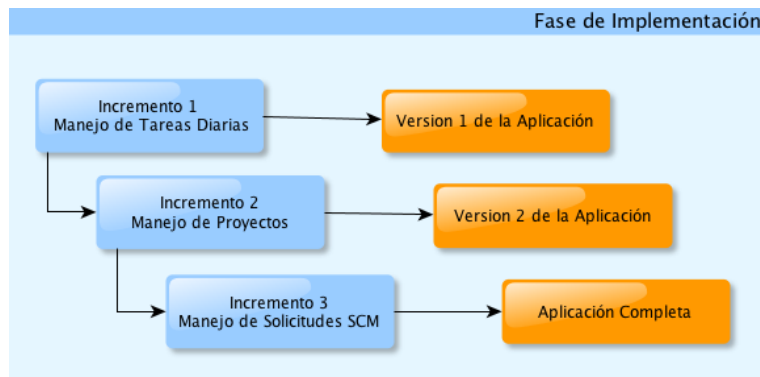 Fase de Implementación
Incremento 1
Manejo de Tareas Diarias
Version 1 de la Aplicación
Incremento 2
Manejo de Proyectos
Version 2 de la Aplicación
Incremento 3
Manejo de Solicitudes SCM
Aplicación Completa